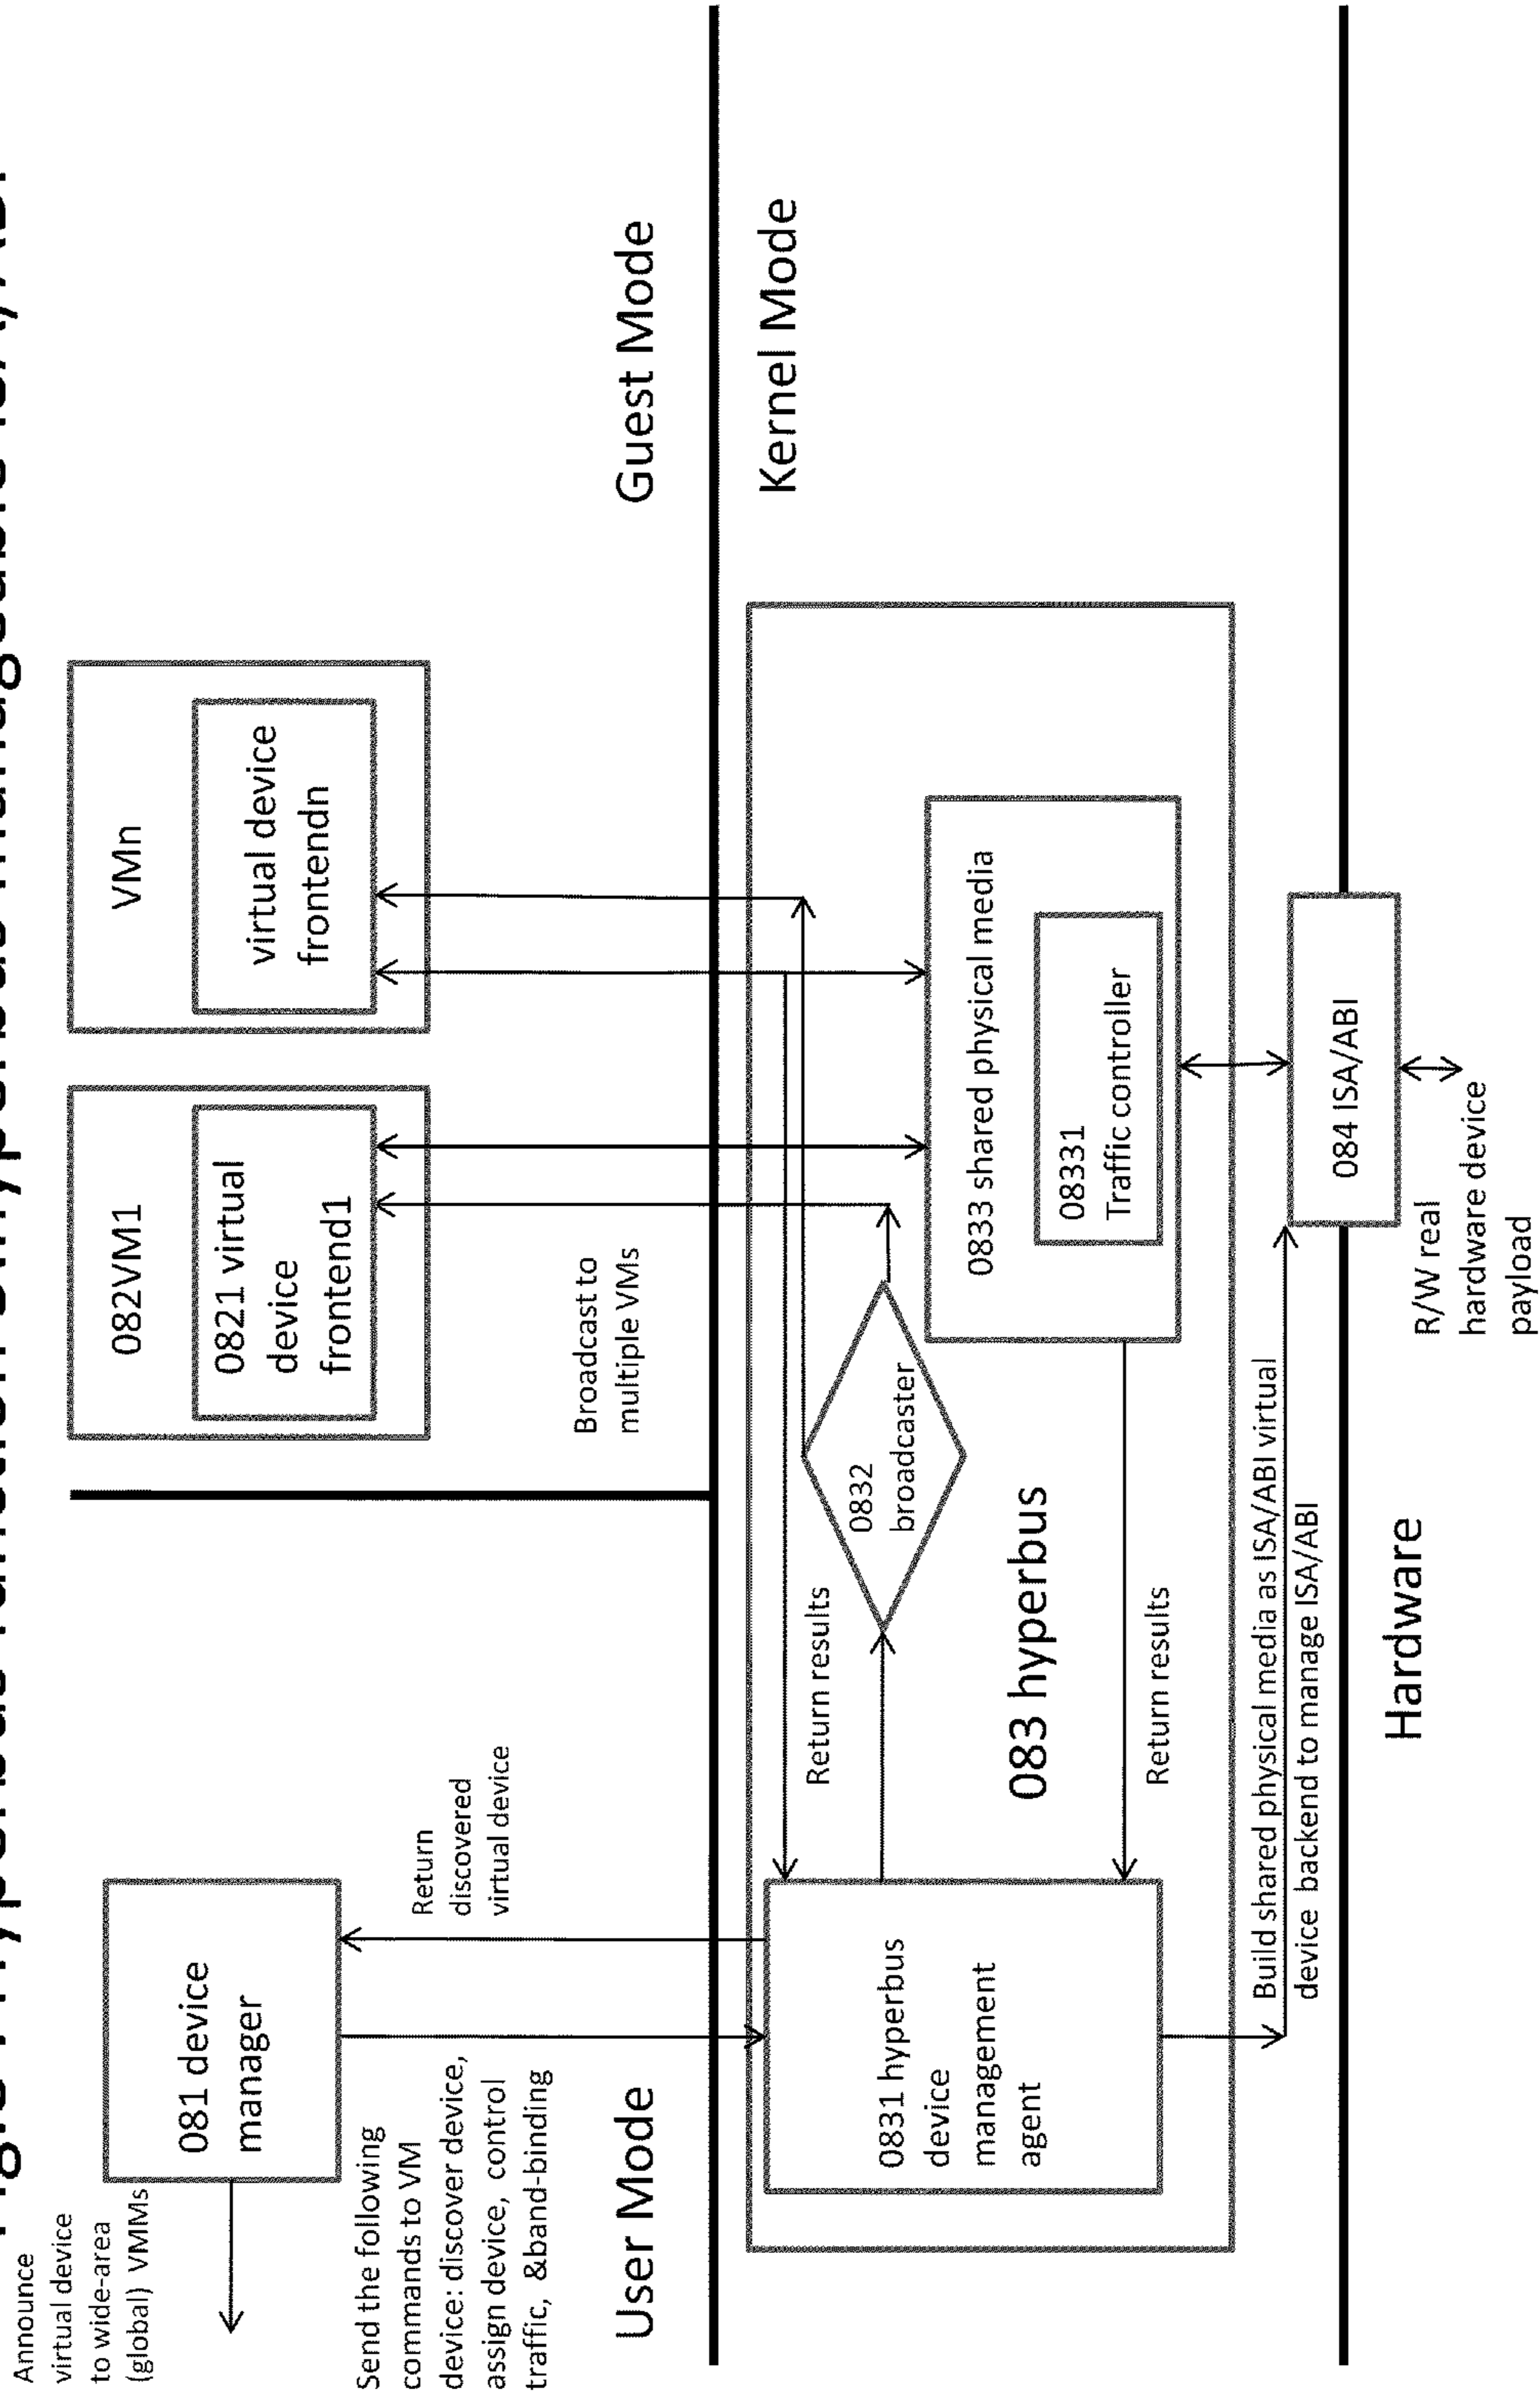 Announce
virtual device
to wide-area
(global) VMMs
081 device
manager
082VM1
0821 virtual
device
frontend1
VMn
virtual device
frontendn
Send the following
commands to VM
device: discover device,
assign device, control
traffic, &band-binding
Return
discovered
virtual device
Broadcast to
multiple VMs
User Mode
Guest Mode
Kernel Mode
0831 hyperbus
device
management
agent
Return results
0832
broadcaster
083 hyperbus
Return results
0833 shared physical media
08331
Traffic controller
Build shared physical media as ISA/ABI virtual
device backend to manage ISA/ABI
084 ISA/ABI
Hardware
R/W real
hardware device
payload